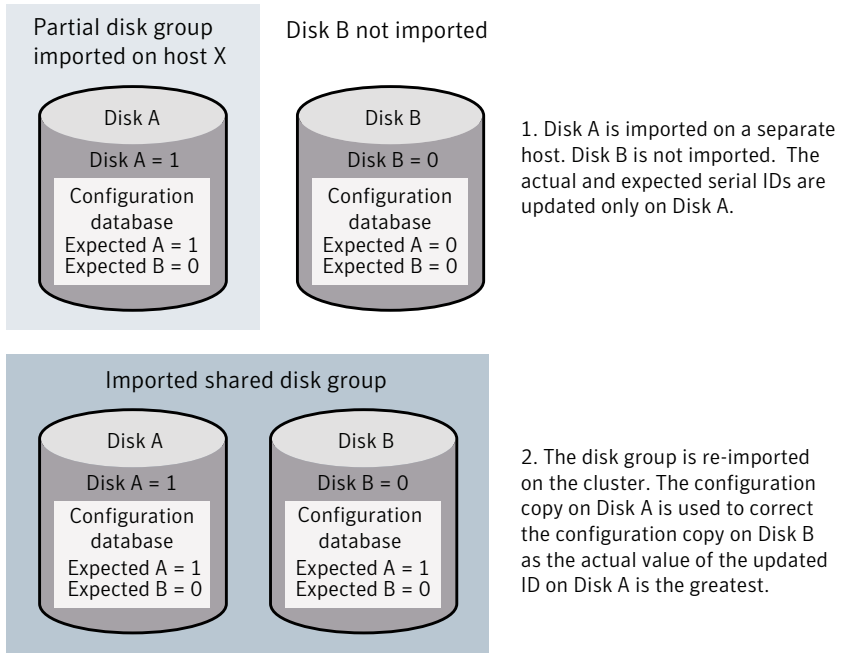 Partial disk group
imported on host X
Disk B not imported
Disk A
Disk A = 1
Configuration
database
Expected A = 1
Expected B = 0
Disk B
Disk B = 0
Configuration
database
Expected A = 0
Expected B = 0
1. Disk A is imported on a separate
host. Disk B is not imported. The
actual and expected serial IDs are
updated only on Disk A.
Imported shared disk group
Disk A
Disk A = 1
Configuration
database
Expected A = 1
Expected B = 0
Disk B
Disk B = 0
Configuration
database
Expected A = 1
Expected B = 0
2. The disk group is re-imported
on the cluster. The configuration
copy on Disk A is used to correct
the configuration copy on Disk B
as the actual value of the updated
ID on Disk A is the greatest.